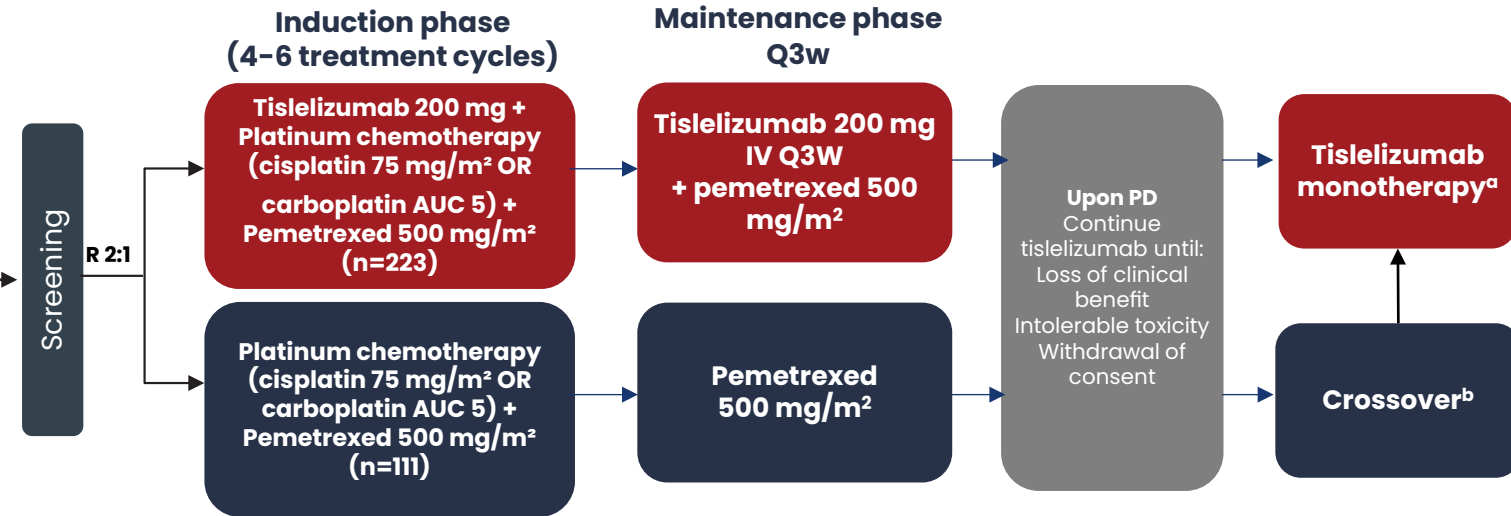 Induction phase
(4-6 treatment cycles)
Maintenance phase
Q3w
Screening
R 2:1
Tislelizumab 200 mg +
Platinum chemotherapy
(cisplatin 75 mg/m² OR
carboplatin AUC 5) +
Pemetrexed 500 mg/m²
(n=223)
Tislelizumab 200 mg
IV Q3W
+ pemetrexed 500
mg/m²
Upon PD
Continue
tislelizumab until:
Loss of clinical
benefit
Intolerable toxicity
Withdrawal of
consent
Tislelizumab
monotherapyᵃ
Platinum chemotherapy
(cisplatin 75 mg/m² OR
carboplatin AUC 5) +
Pemetrexed 500 mg/m²
(n=111)
Pemetrexed
500 mg/m²
Crossoverᵇ